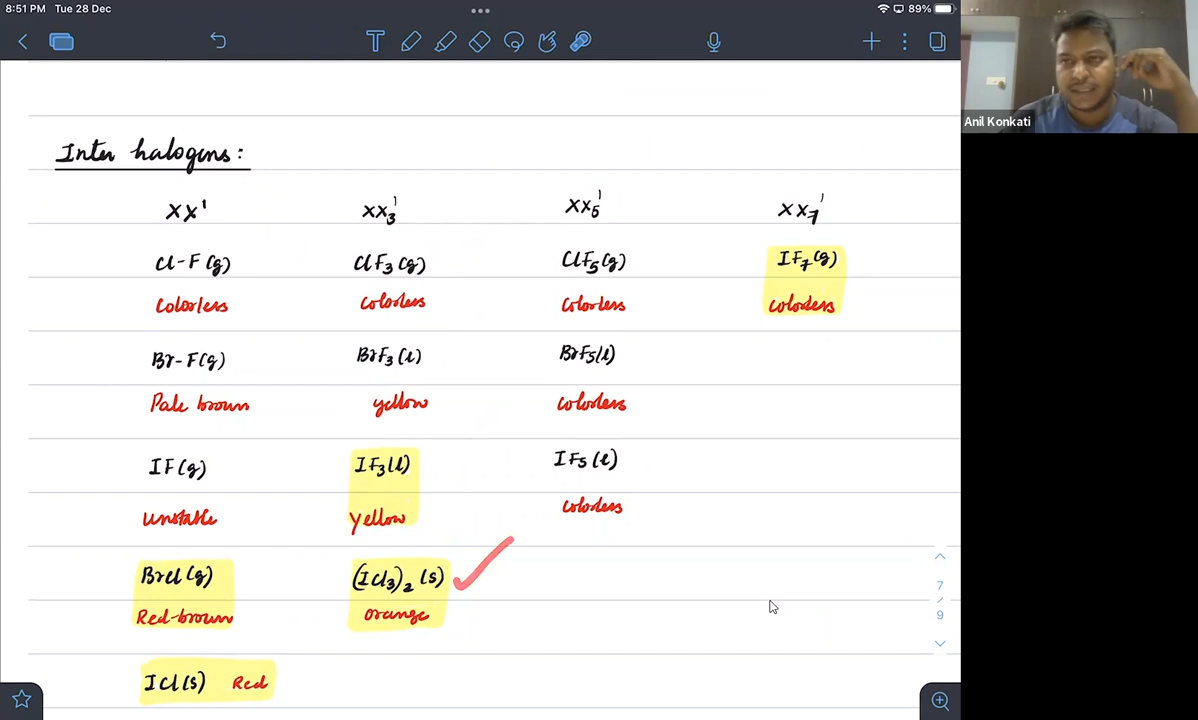 8:51 PM Tue 28 Dec
89%
Anil Konkati
Inter halogens:
XX' XX₃' XX₅' XX₇'
Cl-F(g) ClF₃(g) ClF₅(g) IF₇(g)
Colorless Colorless Colorless colorless
Br-F(g) BrF₃(l) BrF₅(l)
Pale brown yellow colorless
IF(g) IF₃(l) IF₅(l)
unstable Yellow colorless
BrCl(g) (ICl₃)₂(s)
Red-brown orange
ICl(s) Red
7
/
9